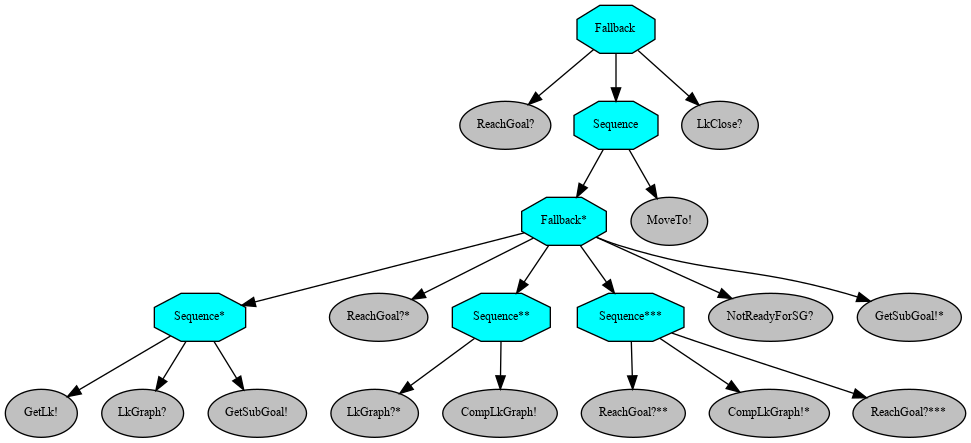 Fallback
ReachGoal?
Sequence
LkClose?
Fallback*
MoveTo!
Sequence*
ReachGoal?*
Sequence**
Sequence***
NotReadyForSG?
GetSubGoal!*
GetLk!
LkGraph?
GetSubGoal!
LkGraph?*
CompLkGraph!
ReachGoal?**
CompLkGraph!*
ReachGoal?***